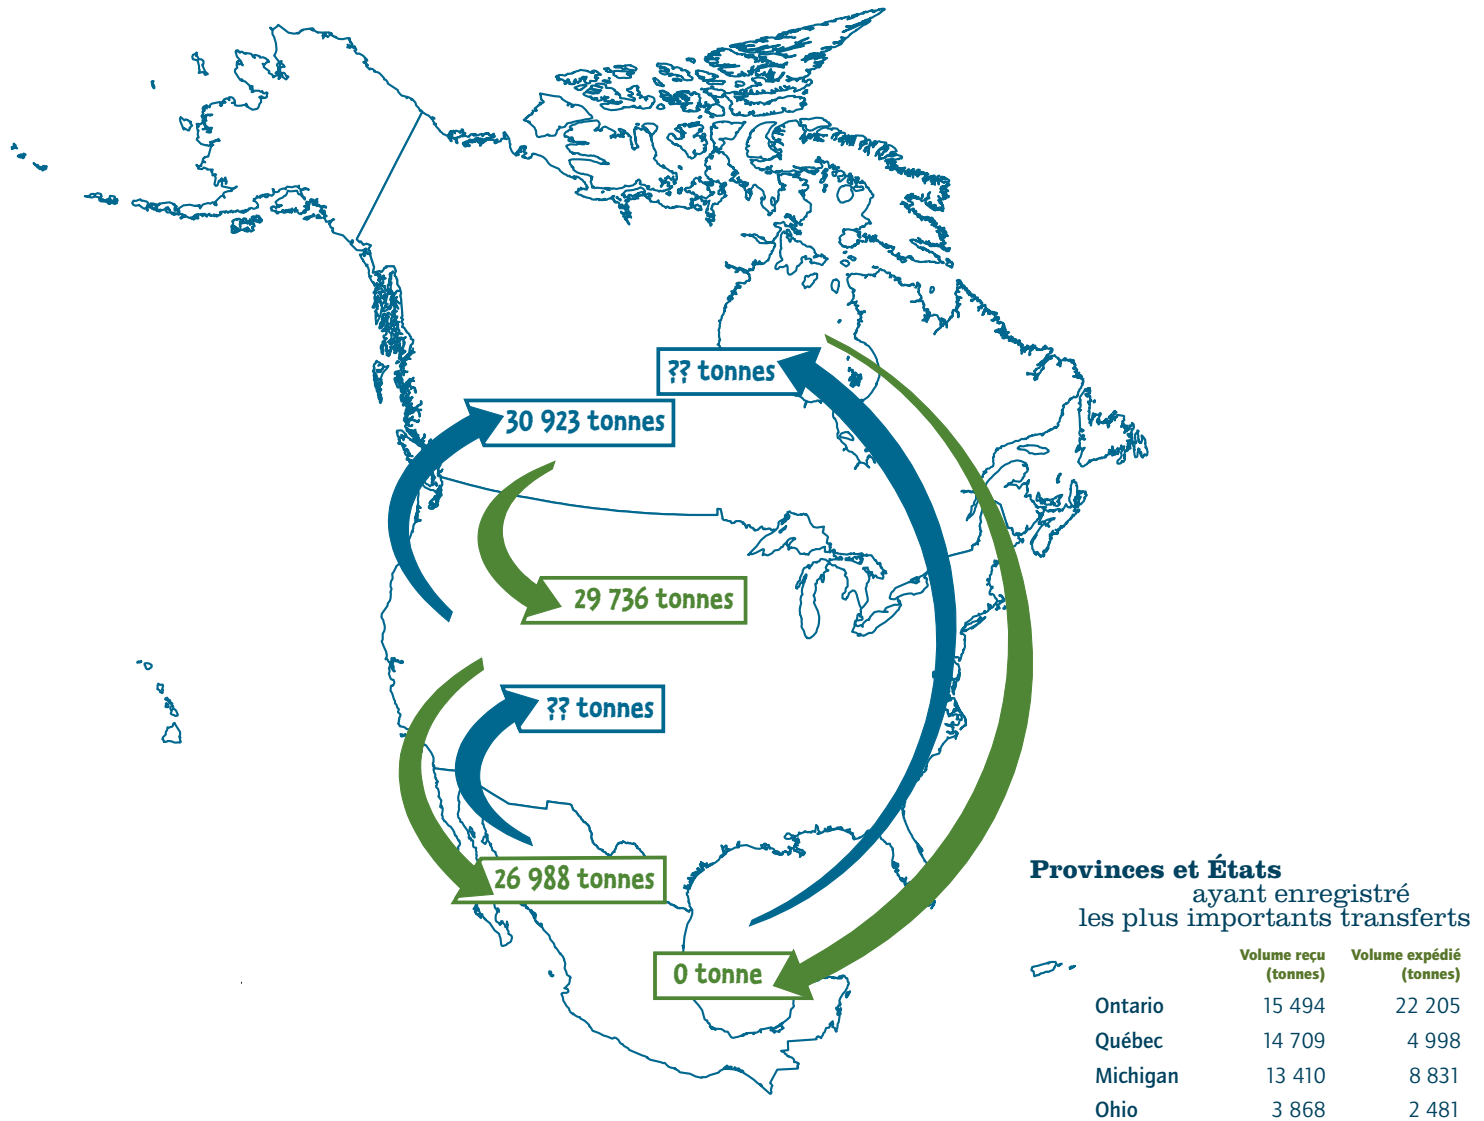 ?? tonnes
30 923 tonnes
29 736 tonnes
?? tonnes
26 988 tonnes
0 tonne
Provinces et États
ayant enregistré
les plus importants transferts
Volume reçu Volume expédié
(tonnes) (tonnes)
Ontario 15 494 22 205
Québec 14 709 4 998
Michigan 13 410 8 831
Ohio 3 868 2 481